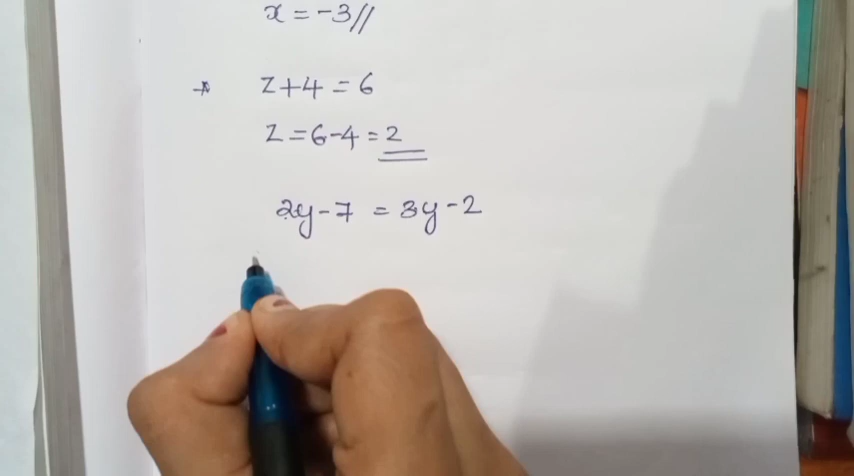 x = -3//
* z+4 = 6
z = 6-4 = 2
2y-7 = 3y-2